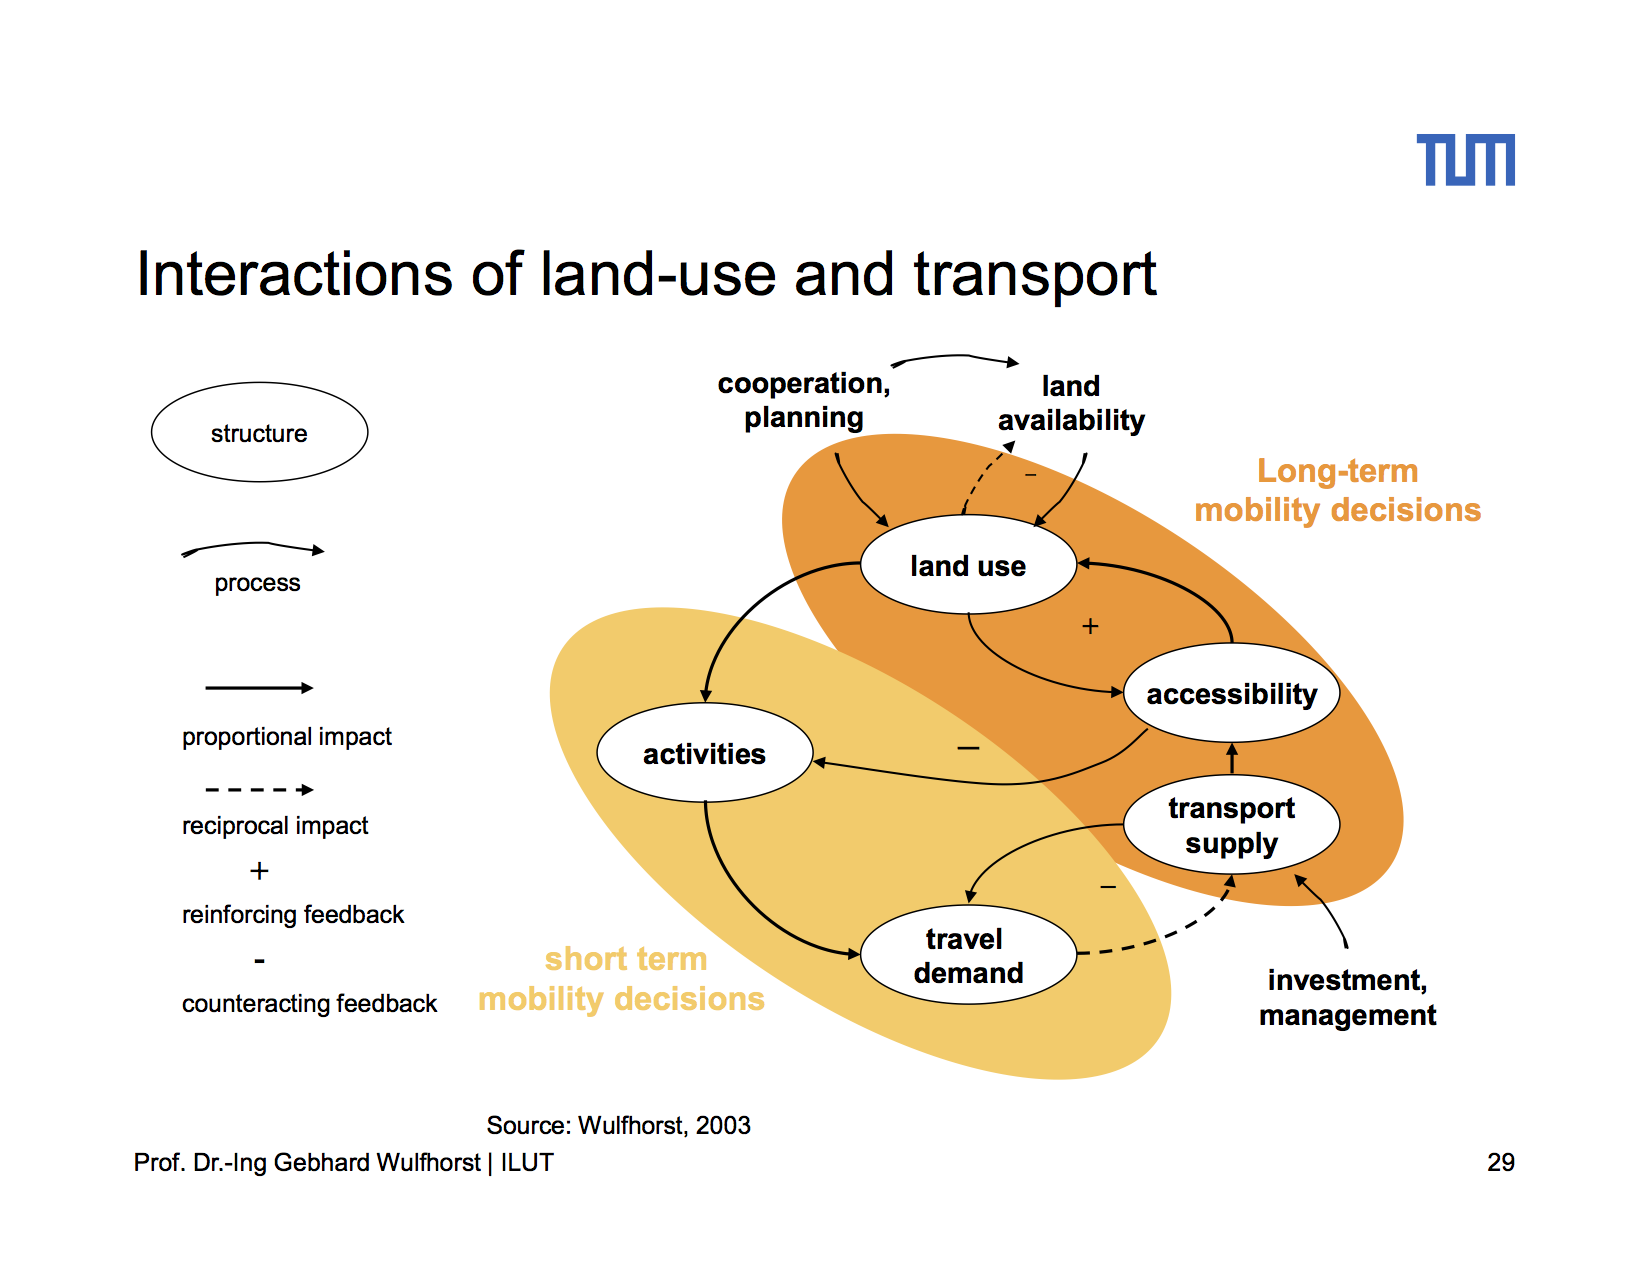 TUM
Interactions of land-use and transport
structure
process
proportional impact
reciprocal impact
+
reinforcing feedback
-
counteracting feedback
cooperation,
planning
land
availability
Long-term
mobility decisions
–
land use
+
accessibility
activities
–
transport
supply
–
travel
demand
short term
mobility decisions
investment,
management
Source: Wulfhorst, 2003
Prof. Dr.-Ing Gebhard Wulfhorst | ILUT
29